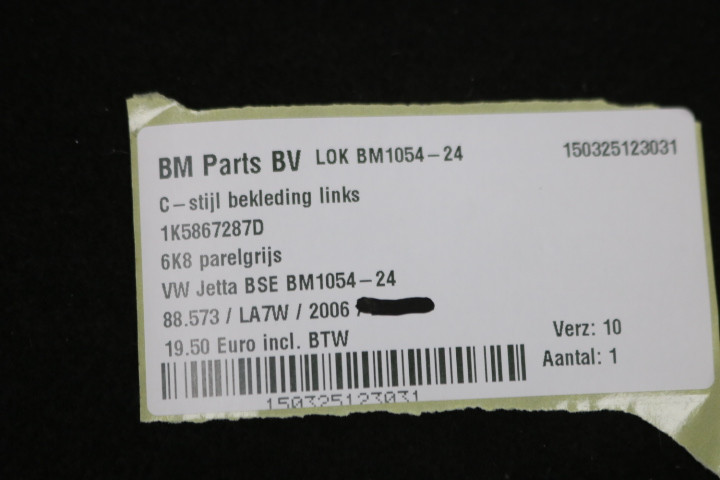 BM Parts BV LOK BM1054-24 150325123031
C-stijl bekleding links
1K5867287D
6K8 parelgrijs
VW Jetta BSE BM1054-24
88.573 / LA7W / 2006 /
19.50 Euro incl. BTW
Verz: 10
Aantal: 1
150325123031